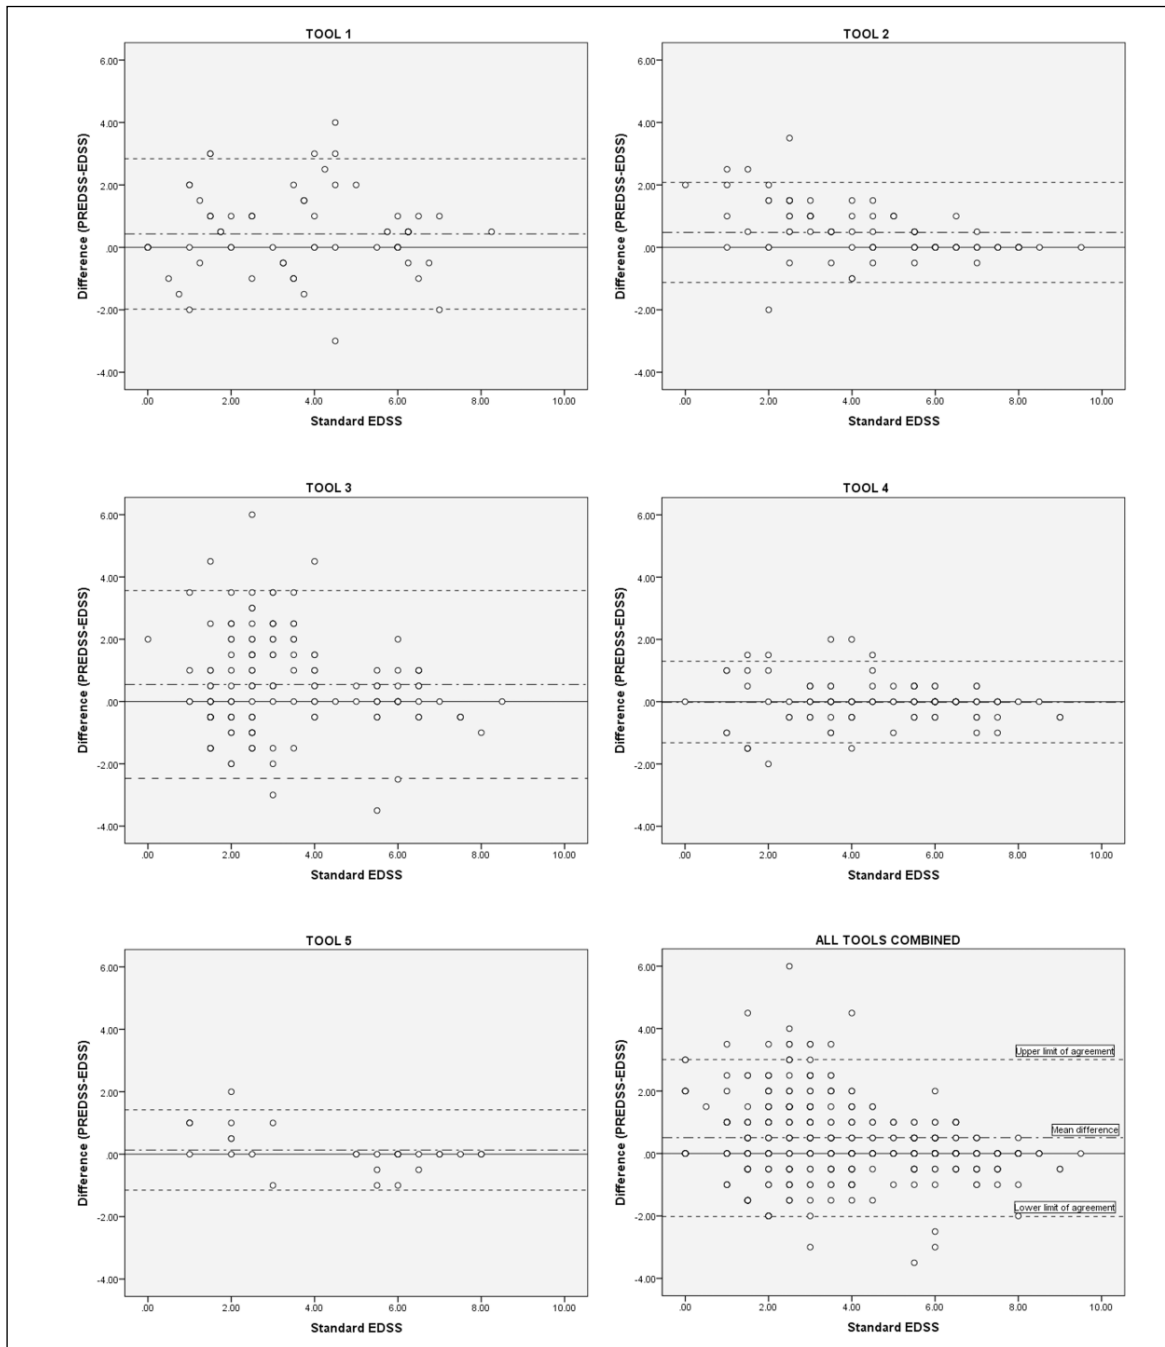 TOOL 1
Difference (PREDSS-EDSS)
6.00
4.00
2.00
.00
-2.00
-4.00
.00 2.00 4.00 6.00 8.00 10.00
Standard EDSS
TOOL 2
Difference (PREDSS-EDSS)
6.00
4.00
2.00
.00
-2.00
-4.00
.00 2.00 4.00 6.00 8.00 10.00
Standard EDSS
TOOL 3
Difference (PREDSS-EDSS)
6.00
4.00
2.00
.00
-2.00
-4.00
.00 2.00 4.00 6.00 8.00 10.00
Standard EDSS
TOOL 4
Difference (PREDSS-EDSS)
6.00
4.00
2.00
.00
-2.00
-4.00
.00 2.00 4.00 6.00 8.00 10.00
Standard EDSS
TOOL 5
Difference (PREDSS-EDSS)
6.00
4.00
2.00
.00
-2.00
-4.00
.00 2.00 4.00 6.00 8.00 10.00
Standard EDSS
ALL TOOLS COMBINED
Difference (PREDSS-EDSS)
6.00
4.00
Upper limit of agreement
2.00
Mean difference
.00
Lower limit of agreement
-2.00
-4.00
.00 2.00 4.00 6.00 8.00 10.00
Standard EDSS